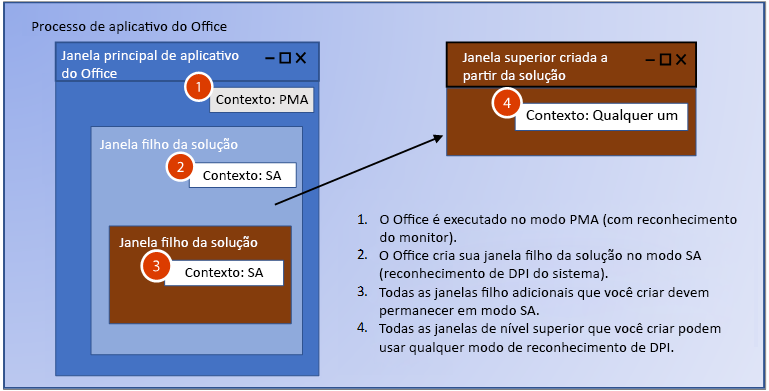 Processo de aplicativo do Office
Janela principal de aplicativo
do Office
1
Contexto: PMA
Janela filho da solução
2
Contexto: SA
Janela filho da solução
3
Contexto: SA
Janela superior criada a
partir da solução
4
Contexto: Qualquer um
1. O Office é executado no modo PMA (com reconhecimento
do monitor).
2. O Office cria sua janela filho da solução no modo SA
(reconhecimento de DPI do sistema).
3. Todas as janelas filho adicionais que você criar devem
permanecer em modo SA.
4. Todas as janelas de nível superior que você criar podem
usar qualquer modo de reconhecimento de DPI.